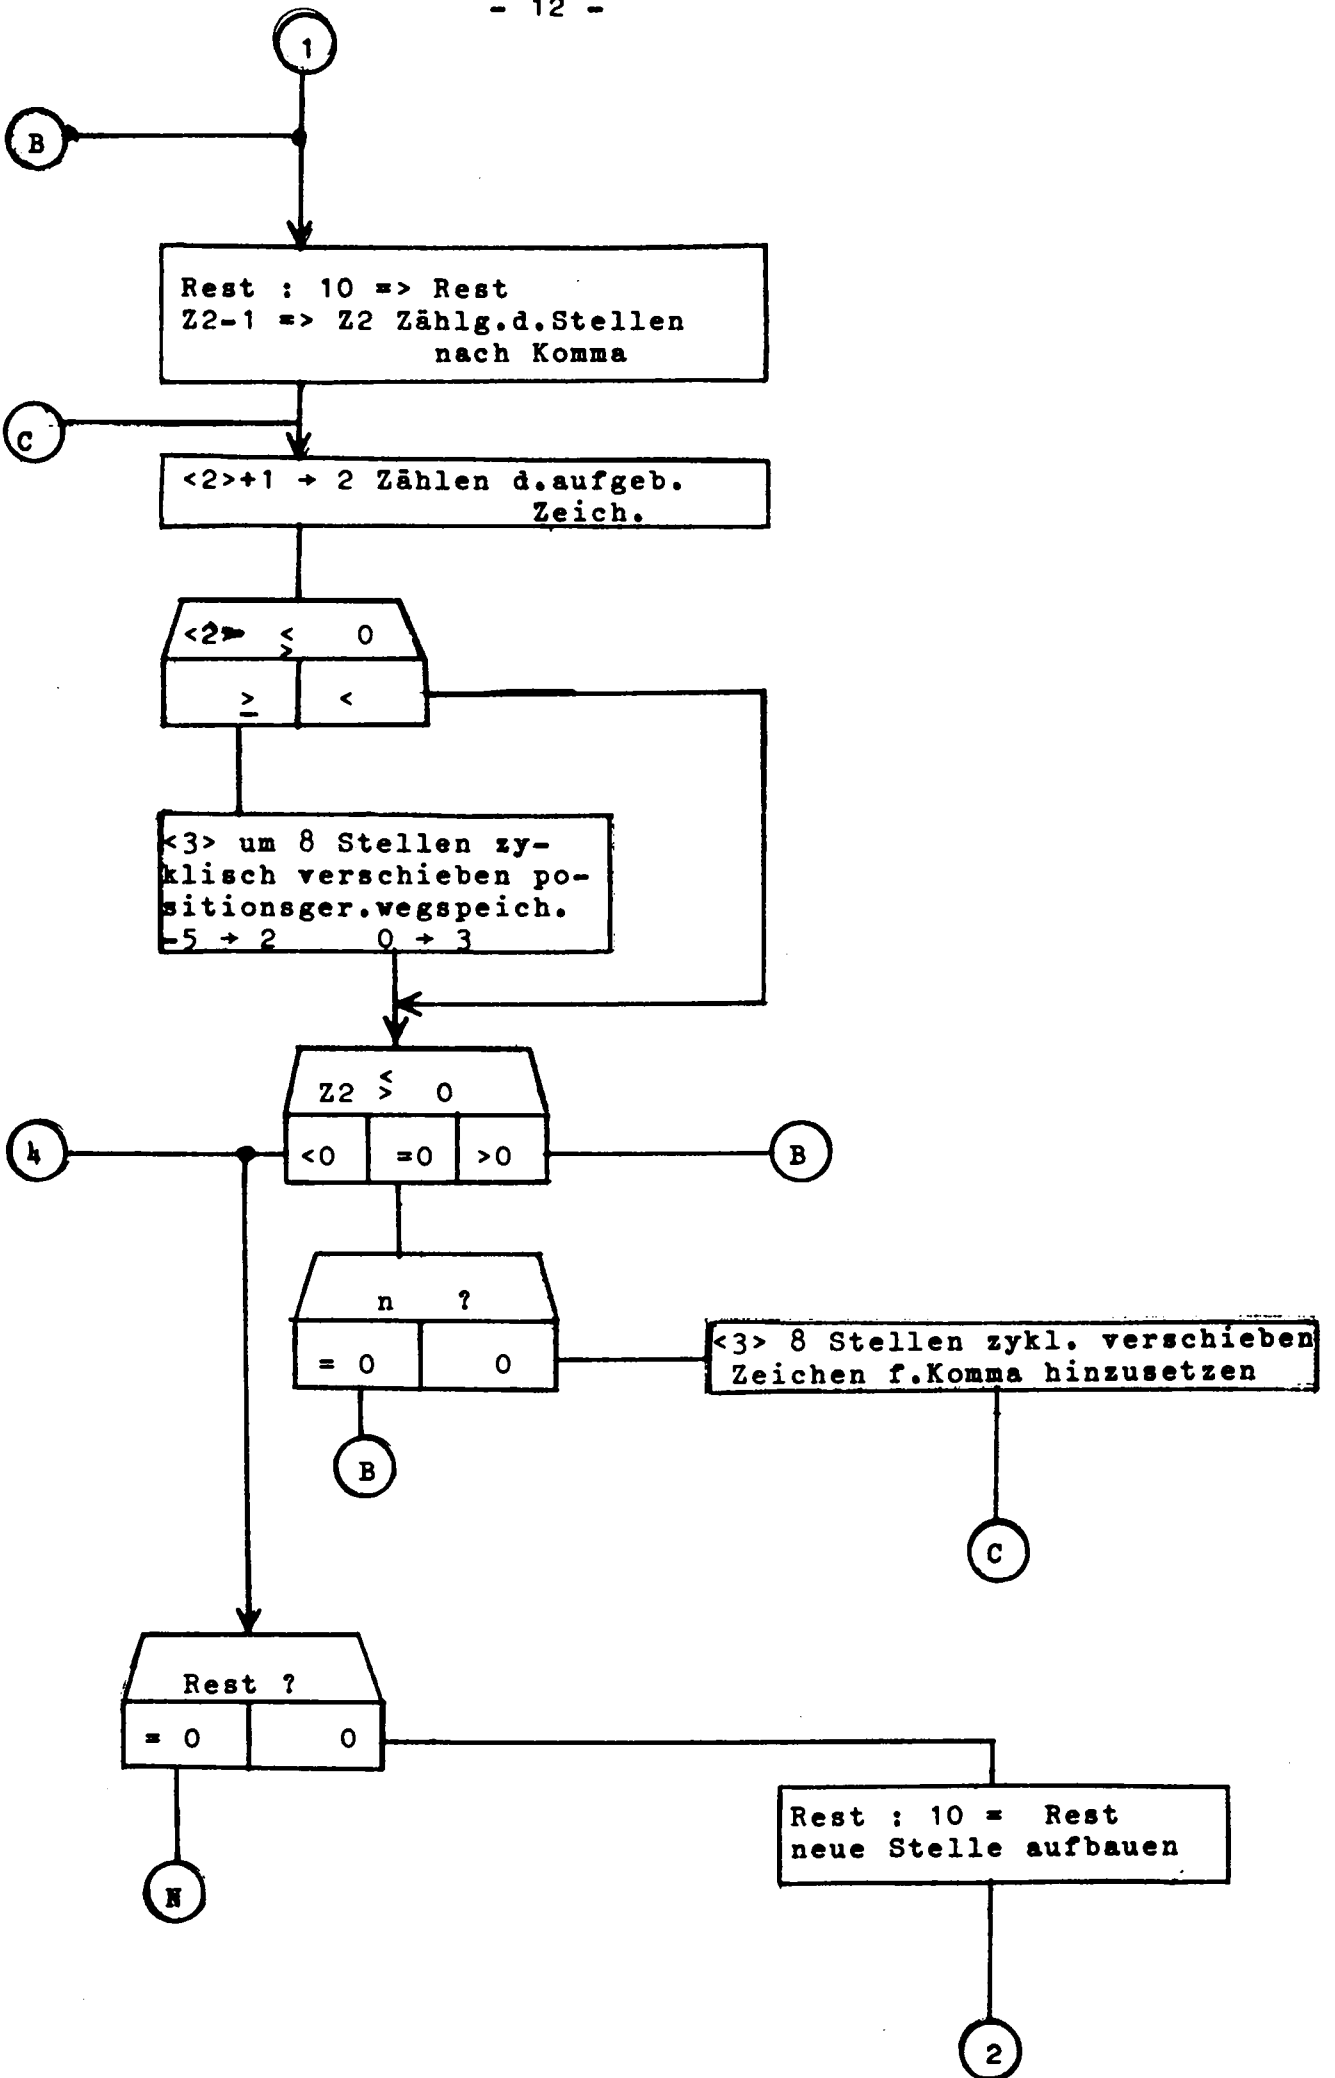 - 12 -
1
B
Rest : 10 => Rest
Z2-1 => Z2 Zählg.d.Stellen
nach Komma
C
<2>+1 → 2 Zählen d.aufgeb.
Zeich.
<2> ≶ 0
≥ <
<3> um 8 Stellen zy-
klisch verschieben po-
sitionsger.wegspeich.
-5 → 2 0 → 3
Z2 ≶ 0
4
<0 =0 >0
B
n ?
= 0 0
<3> 8 Stellen zykl. verschieben
Zeichen f.Komma hinzusetzen
B
C
Rest ?
= 0 0
Rest : 10 = Rest
neue Stelle aufbauen
N
2